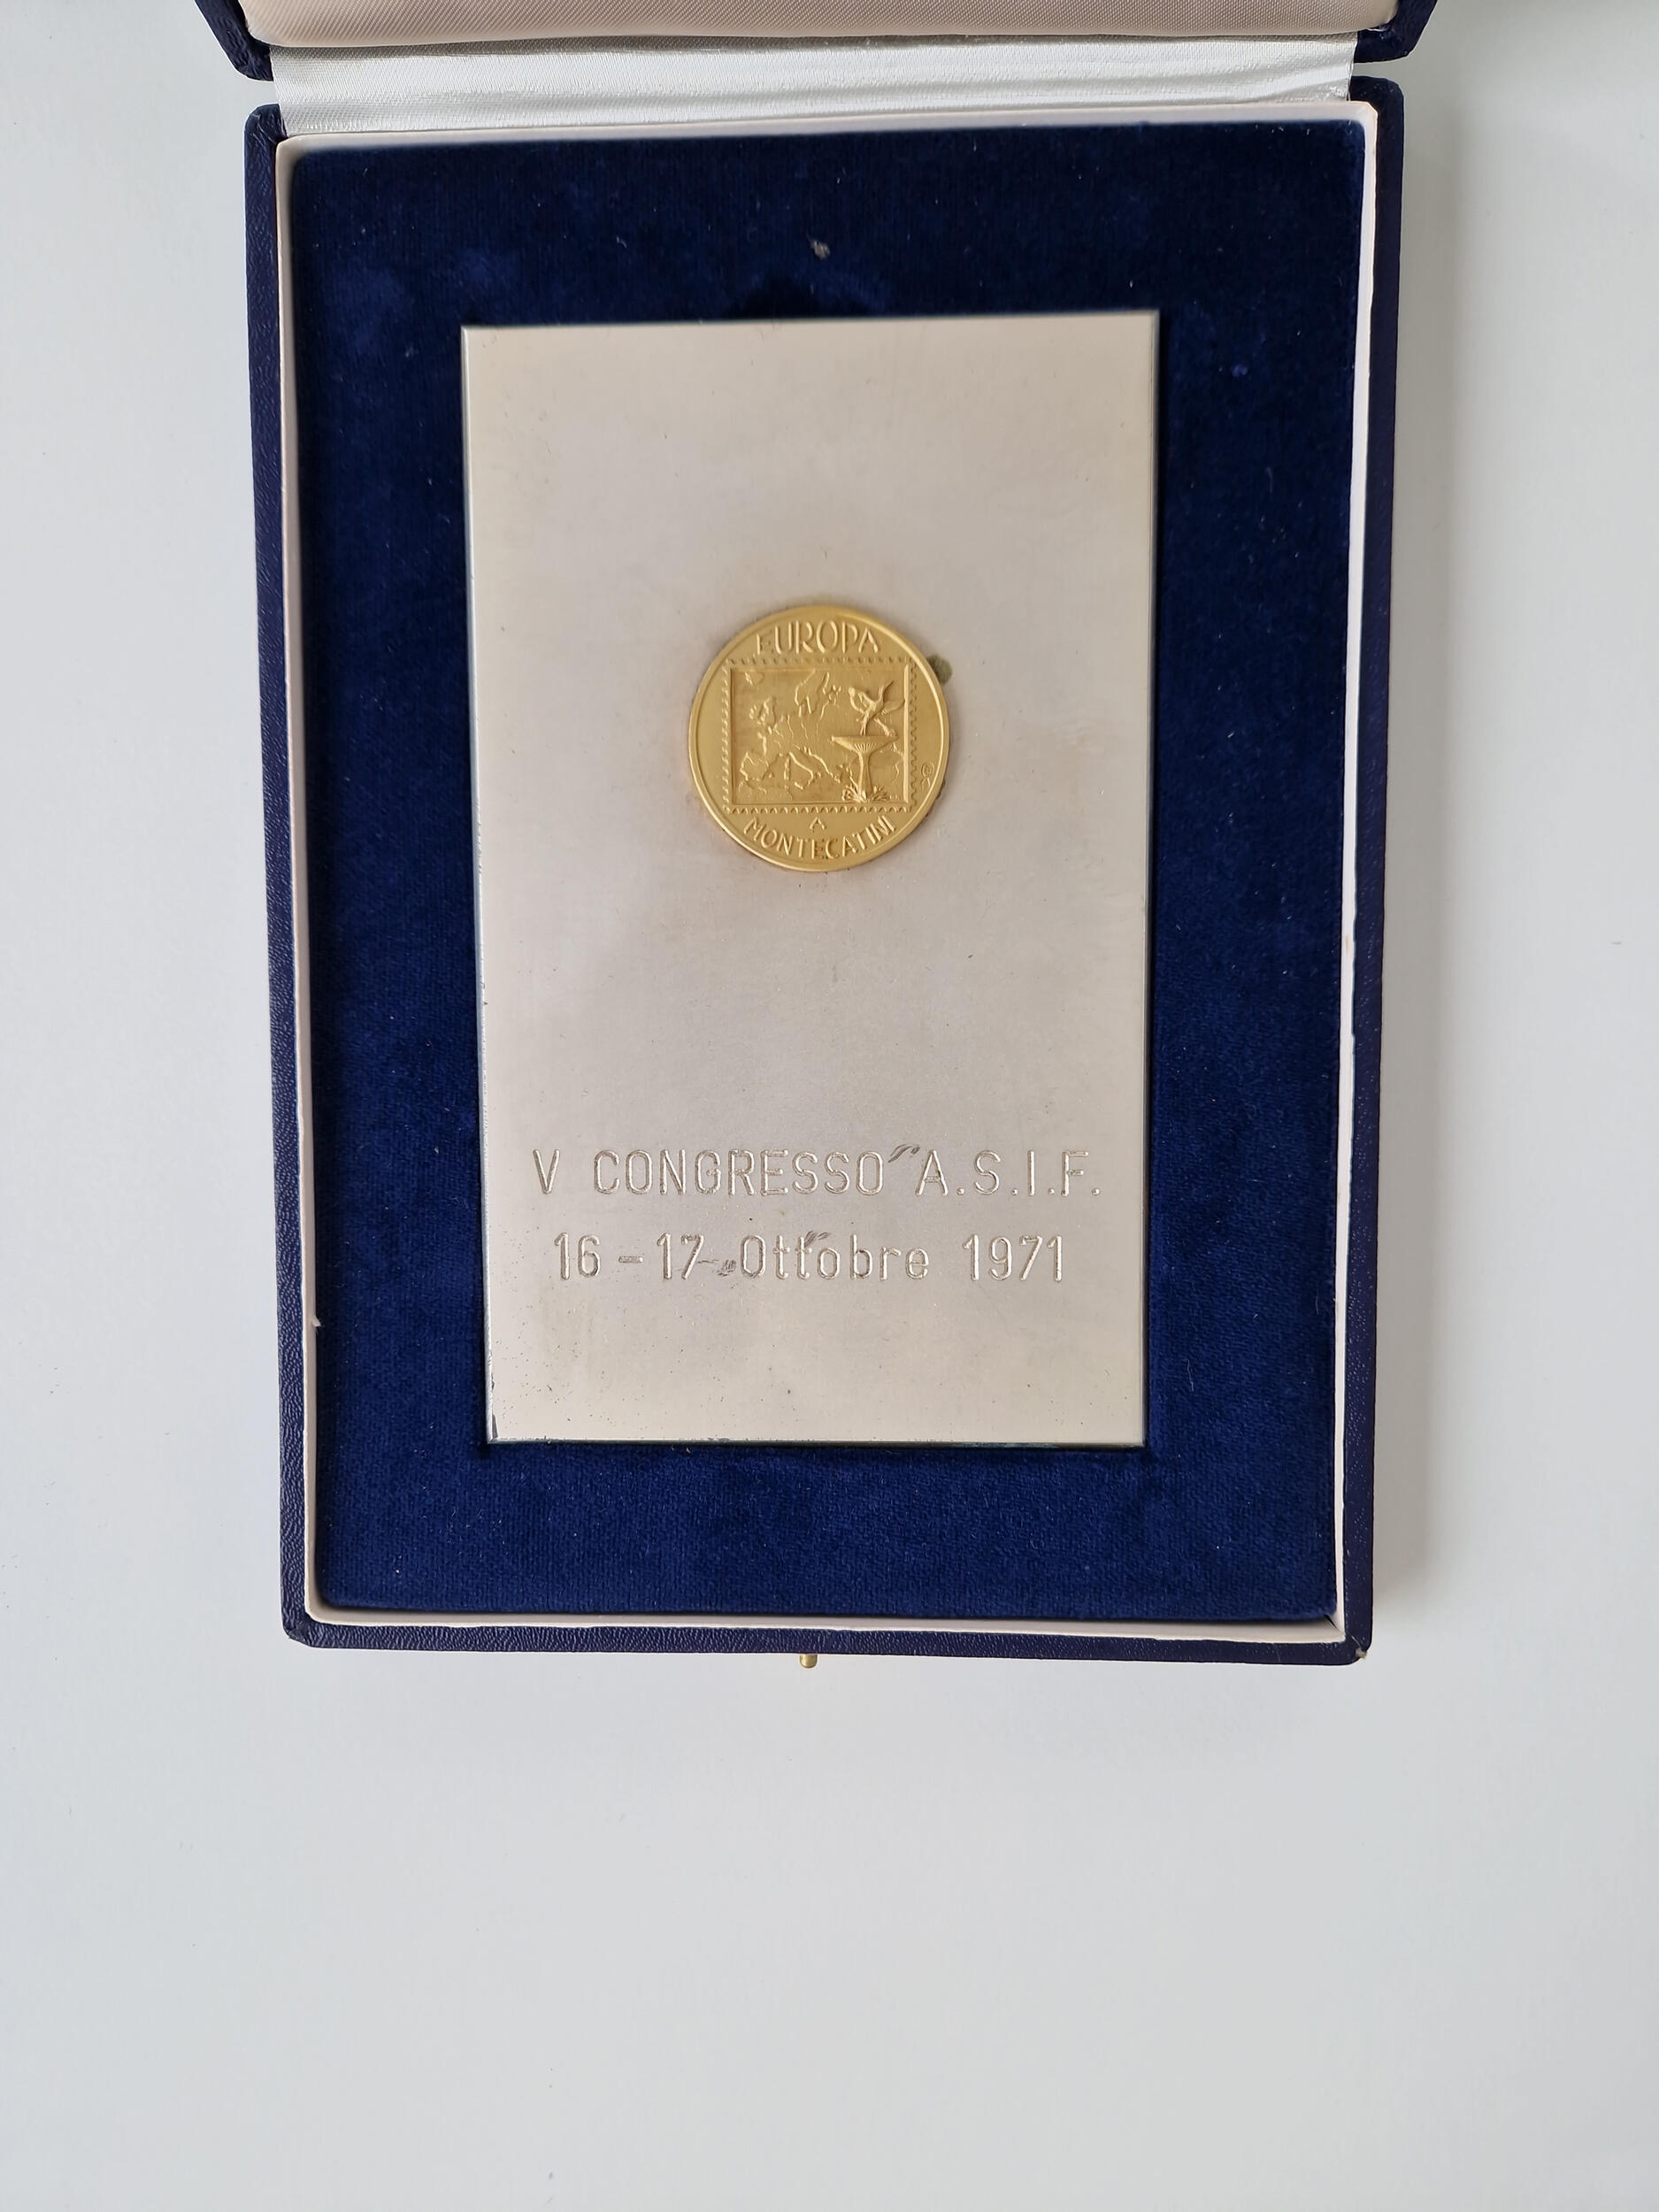 EUROPA
A
MONTECATINI
V CONGRESSO A.S.I.F.
16-17 Ottobre 1971